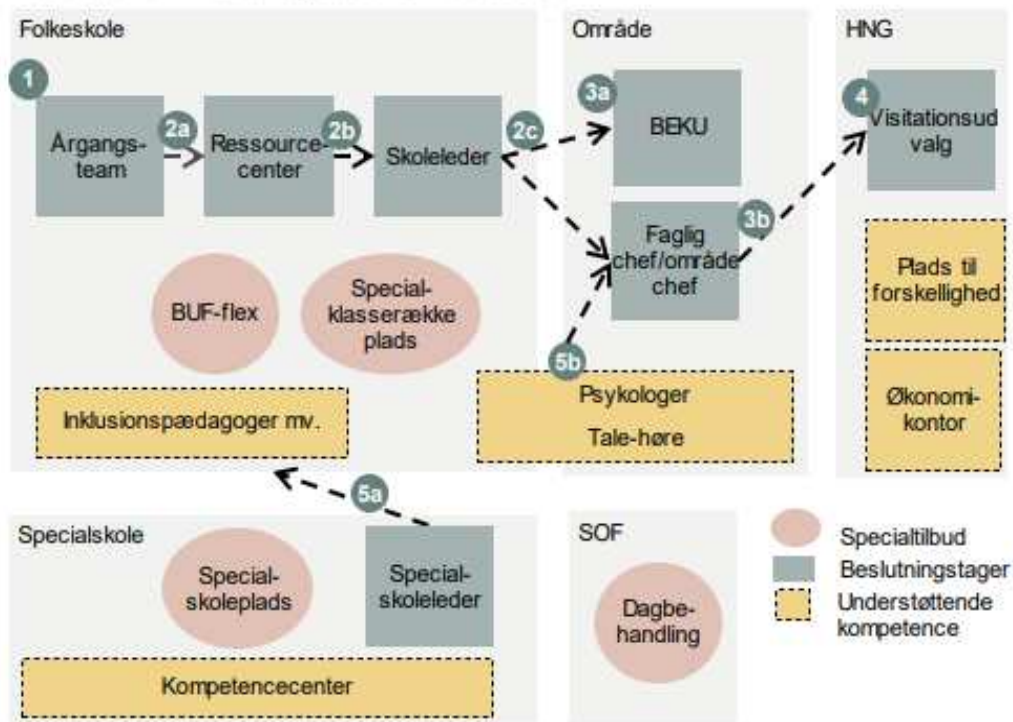 Folkeskole
1
Årgangs-
team
2a
Ressource-
center
2b
Skoleleder
2c
BUF-flex
Special-
klasserække
plads
Inklusionspædagoger mv.
Område
3a
BEKU
Faglig
chef/område
chef
3b
5b
Psykologer
Tale-høre
HNG
4
Visitationsud
valg
Plads til
forskellighed
Økonomi-
kontor
5a
Specialskole
Special-
skoleplads
Special-
skoleleder
Kompetencecenter
SOF
Dagbe-
handling
Specialtilbud
Beslutningstager
Understøttende
kompetence